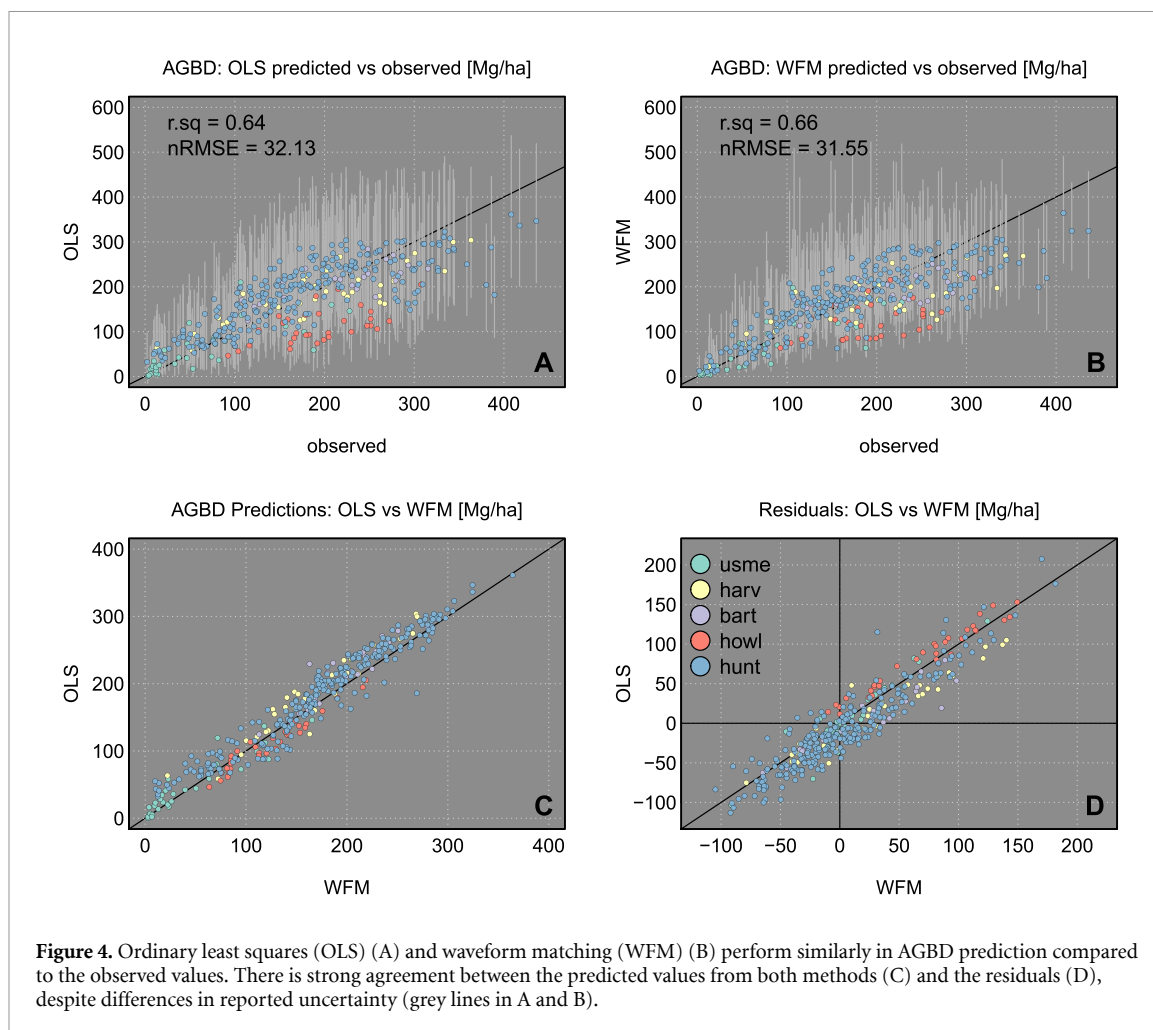 AGBD: OLS predicted vs observed [Mg/ha]
600
500
400
300
200
100
0
OLS
r.sq = 0.64
nRMSE = 32.13
A
0 100 200 300 400
observed
AGBD: WFM predicted vs observed [Mg/ha]
600
500
400
300
200
100
0
WFM
r.sq = 0.66
nRMSE = 31.55
B
0 100 200 300 400
observed
AGBD Predictions: OLS vs WFM [Mg/ha]
400
300
200
100
0
OLS
C
0 100 200 300 400
WFM
Residuals: OLS vs WFM [Mg/ha]
200
150
100
50
0
−50
−100
OLS
usme
harv
bart
howl
hunt
D
−100 −50 0 50 100 150 200
WFM
Figure 4. Ordinary least squares (OLS) (A) and waveform matching (WFM) (B) perform similarly in AGBD prediction compared
to the observed values. There is strong agreement between the predicted values from both methods (C) and the residuals (D),
despite differences in reported uncertainty (grey lines in A and B).